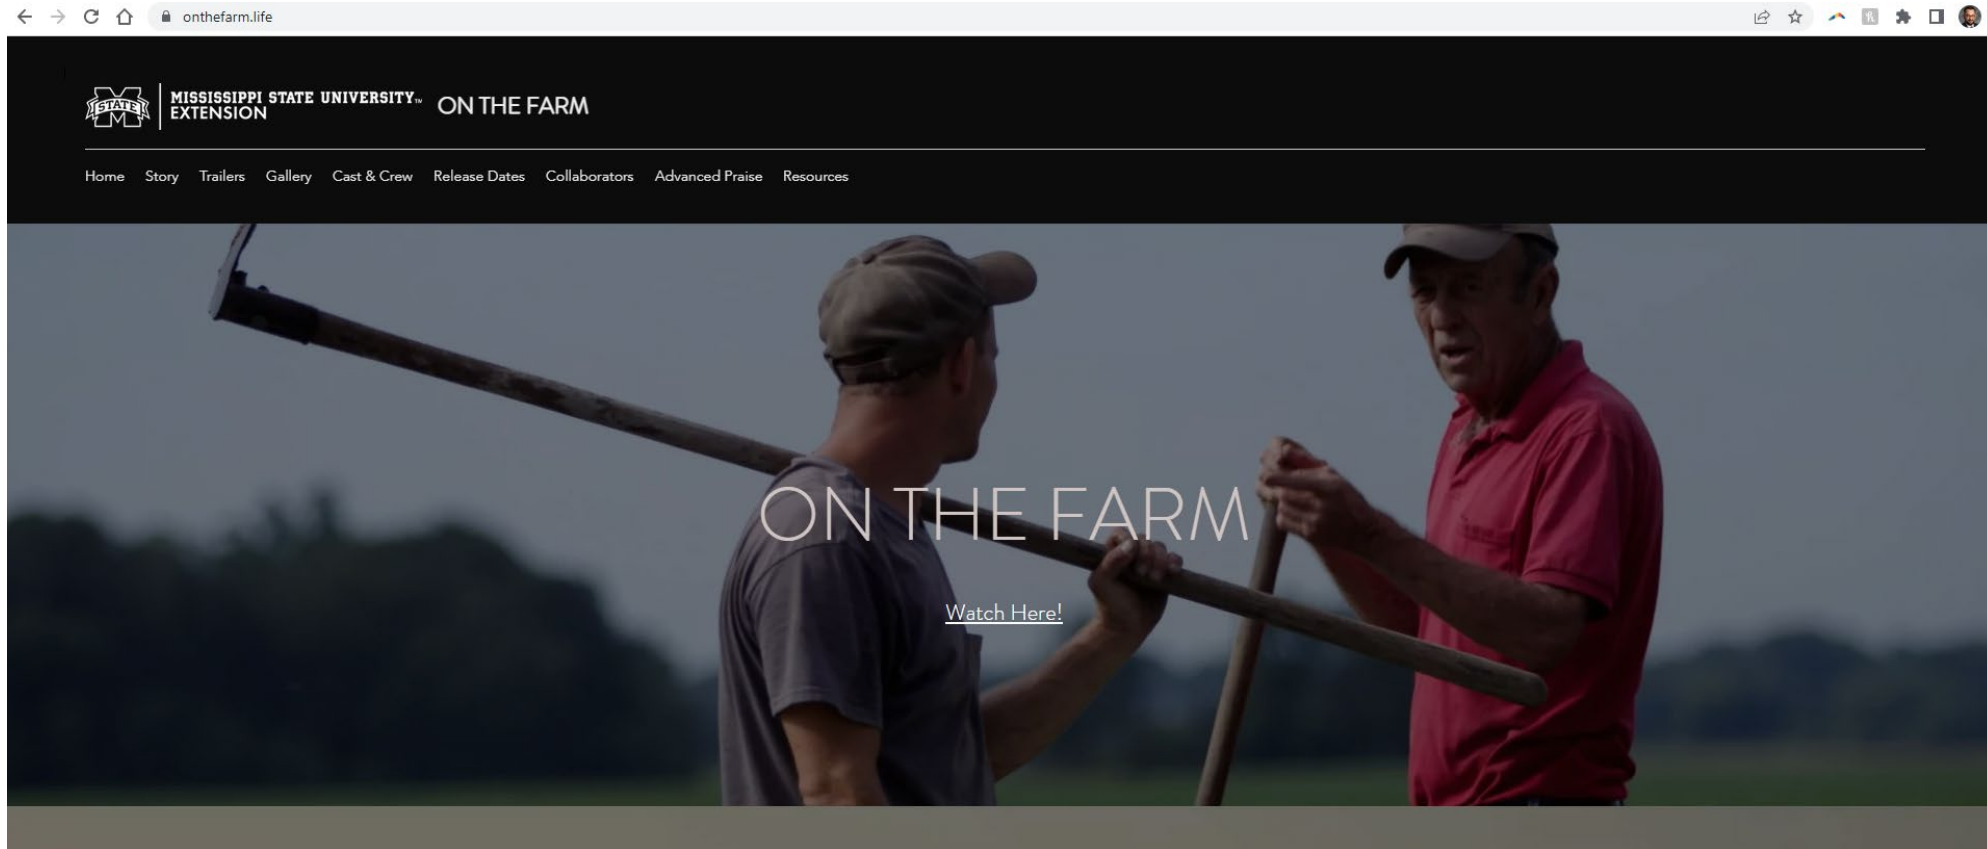 onthefarm.life
STATE
MISSISSIPPI STATE UNIVERSITY™
EXTENSION
ON THE FARM
Home Story Trailers Gallery Cast & Crew Release Dates Collaborators Advanced Praise Resources
ON THE FARM
Watch Here!